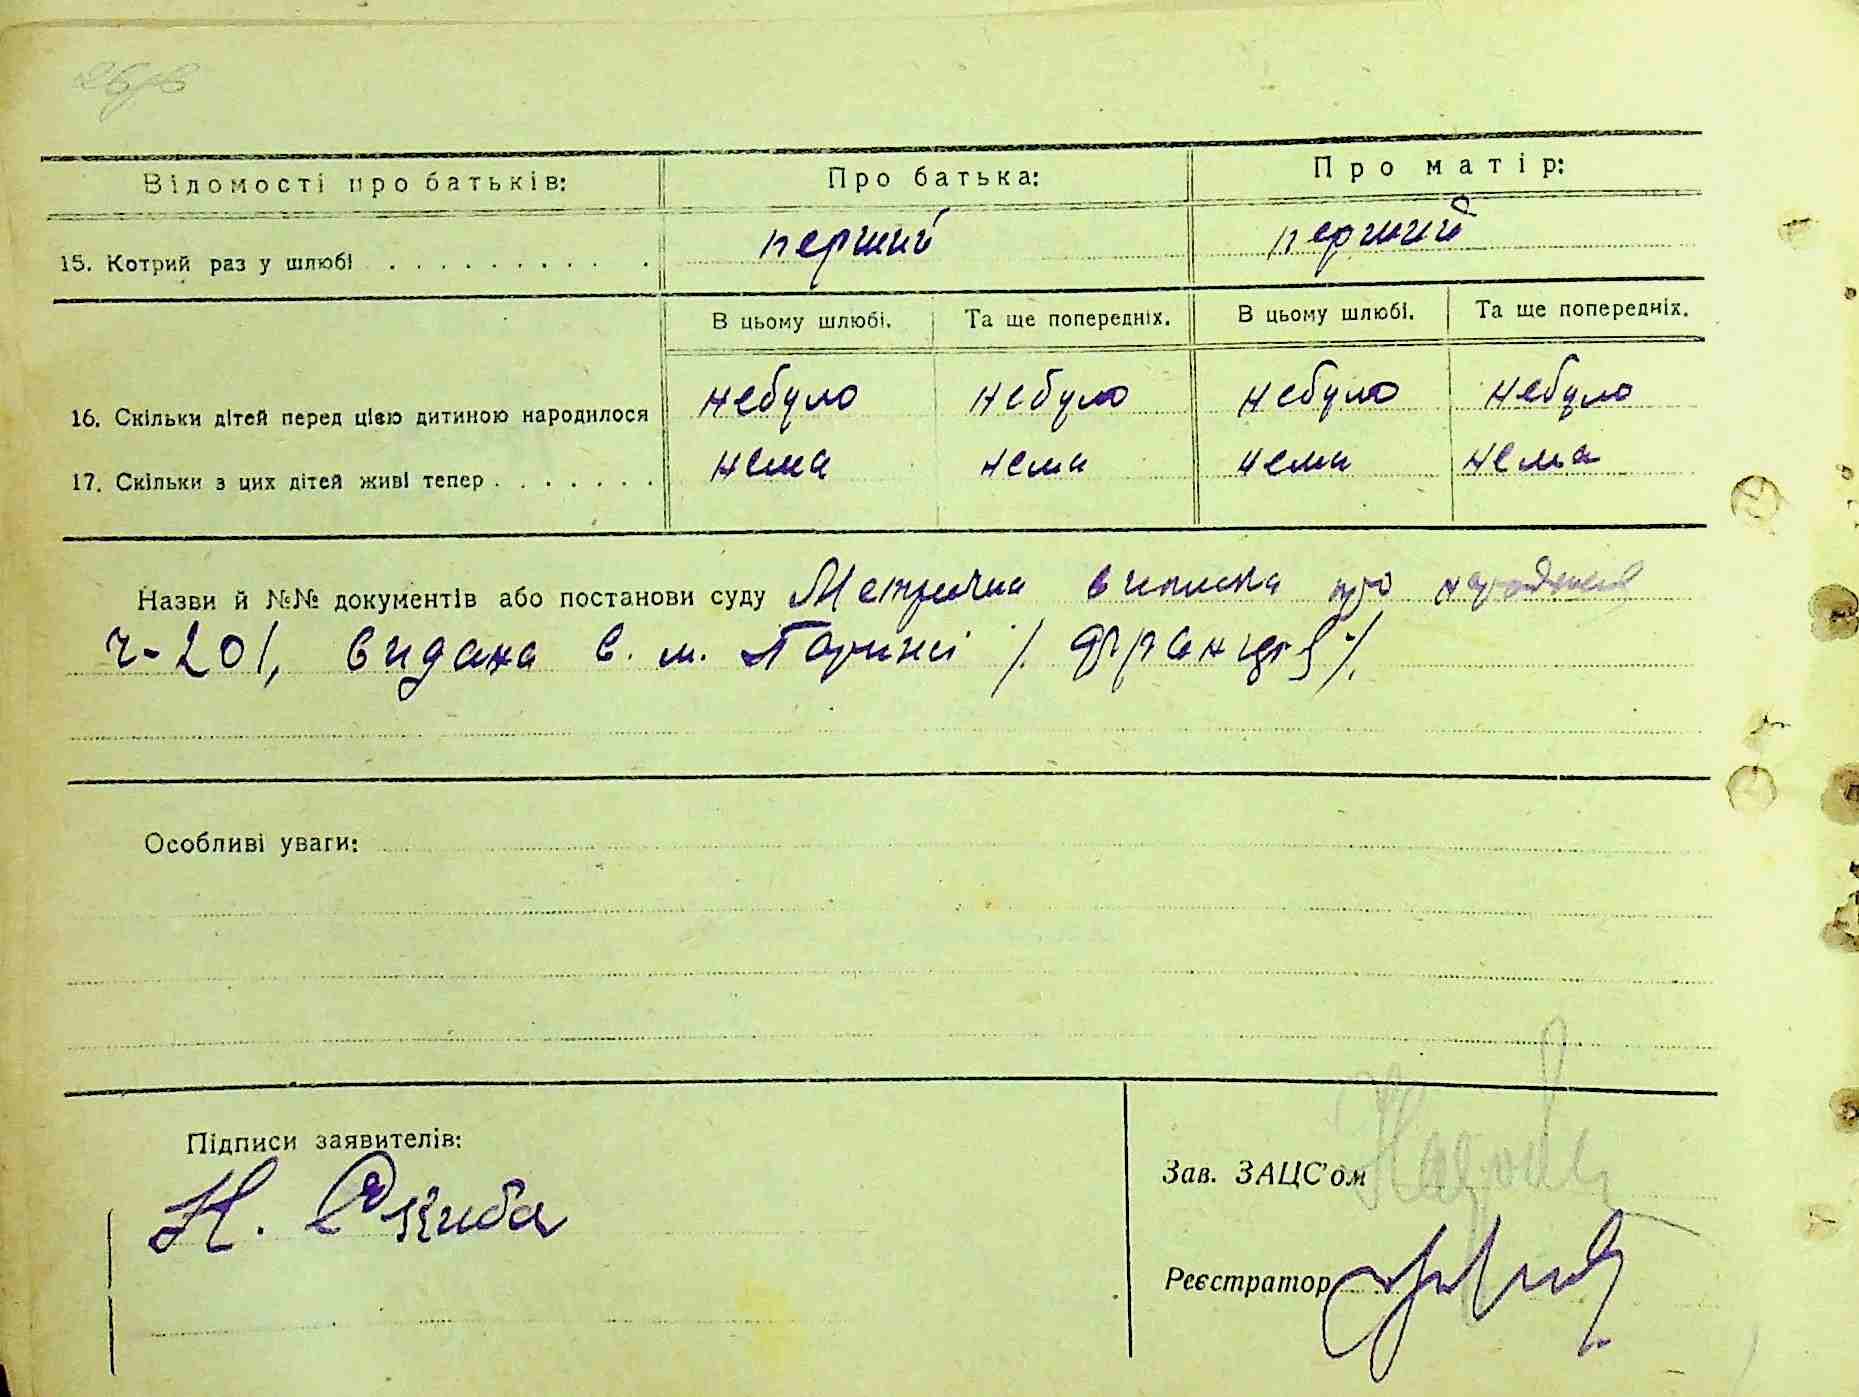 Відомості про батьків: Про батька: Про матір:
15. Котрий раз у шлюбі . . . . . . . . . . перший перший
В цьому шлюбі. Та ще попередніх. В цьому шлюбі. Та ще попередніх.
16. Скільки дітей перед цією дитиною народилося небуло небуло небуло небуло
17. Скільки з цих дітей живі тепер . . . . . . . нема нема нема нема
Назви й №№ документів або постанови суду Метрична виписка про народження
ч-201, видана в. м. Парижі /. Франція /.
Особливі уваги:
Підписи заявителів:
Н. Скиба
Зав. ЗАЦС'ом
Реєстратор